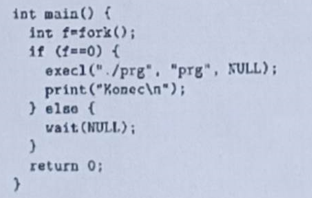 int main() {
int f=fork();
if (f==0) {
execl("./prg", "prg", NULL);
print("Konec\n");
} else {
wait(NULL);
}
return 0;
}